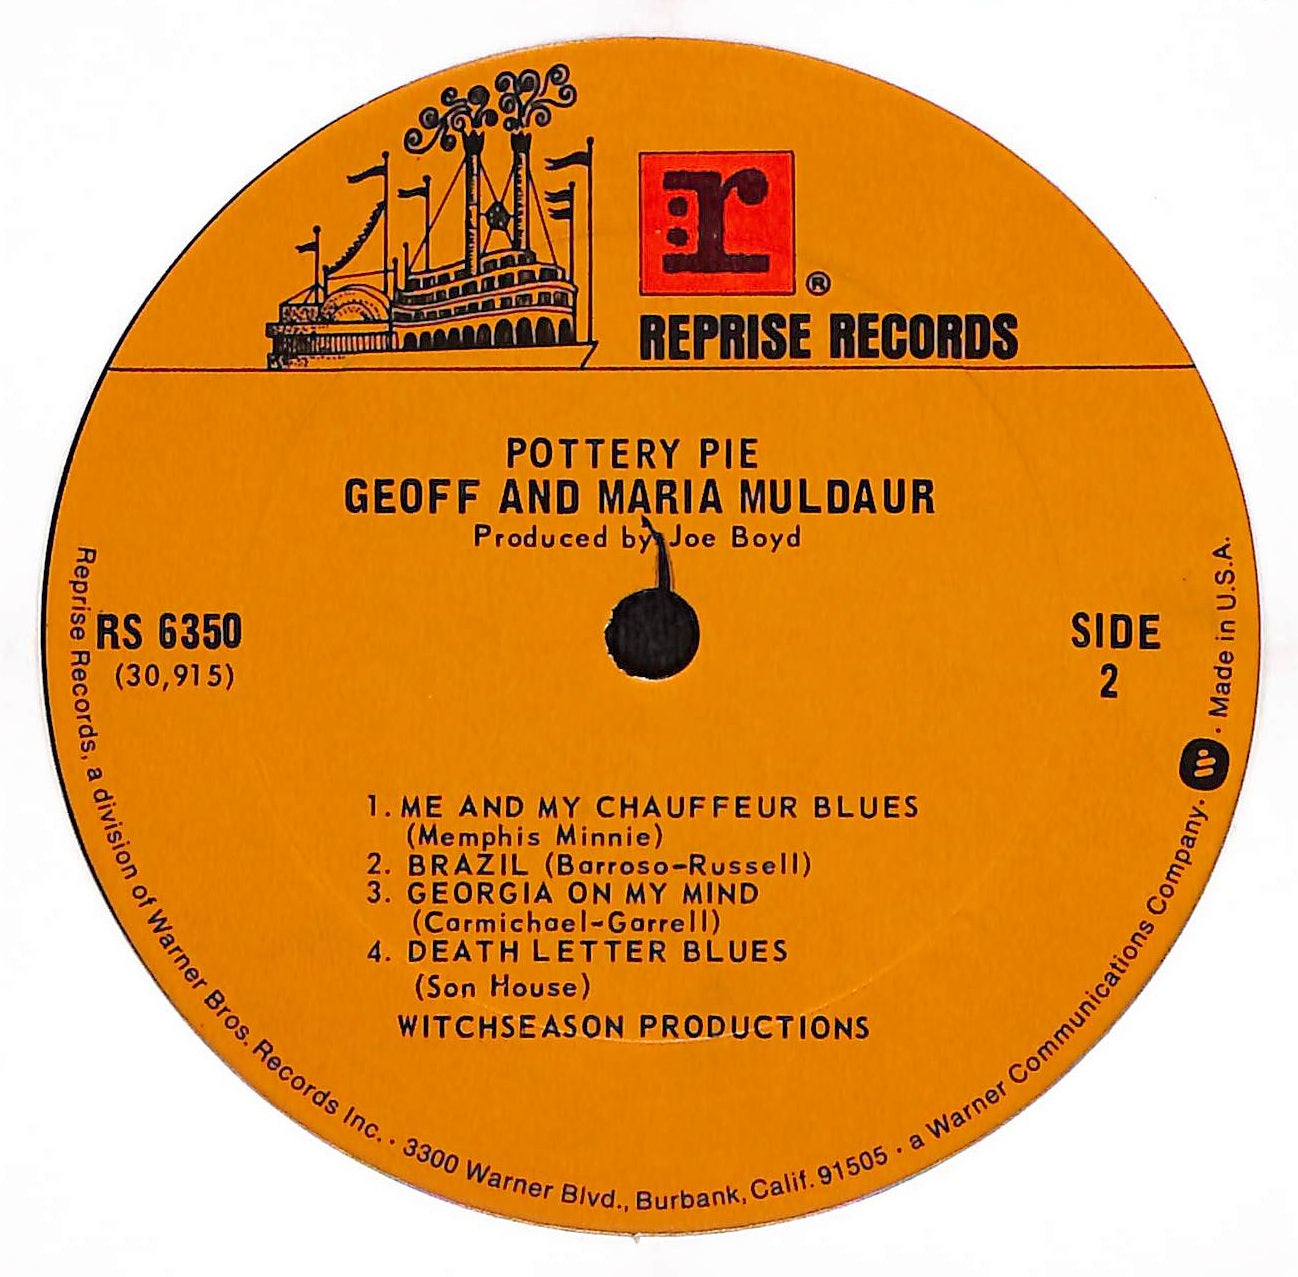 r
®
REPRISE RECORDS
POTTERY PIE
GEOFF AND MARIA MULDAUR
Produced by Joe Boyd
RS 6350
(30,915)
SIDE
2
1. ME AND MY CHAUFFEUR BLUES
(Memphis Minnie)
2. BRAZIL (Barroso-Russell)
3. GEORGIA ON MY MIND
(Carmichael-Garrell)
4. DEATH LETTER BLUES
(Son House)
WITCHSEASON PRODUCTIONS
Reprise Records, a division of Warner Bros. Records Inc. · 3300 Warner Blvd., Burbank, Calif. 91505 · a Warner Communications Company. W · Made in U.S.A.